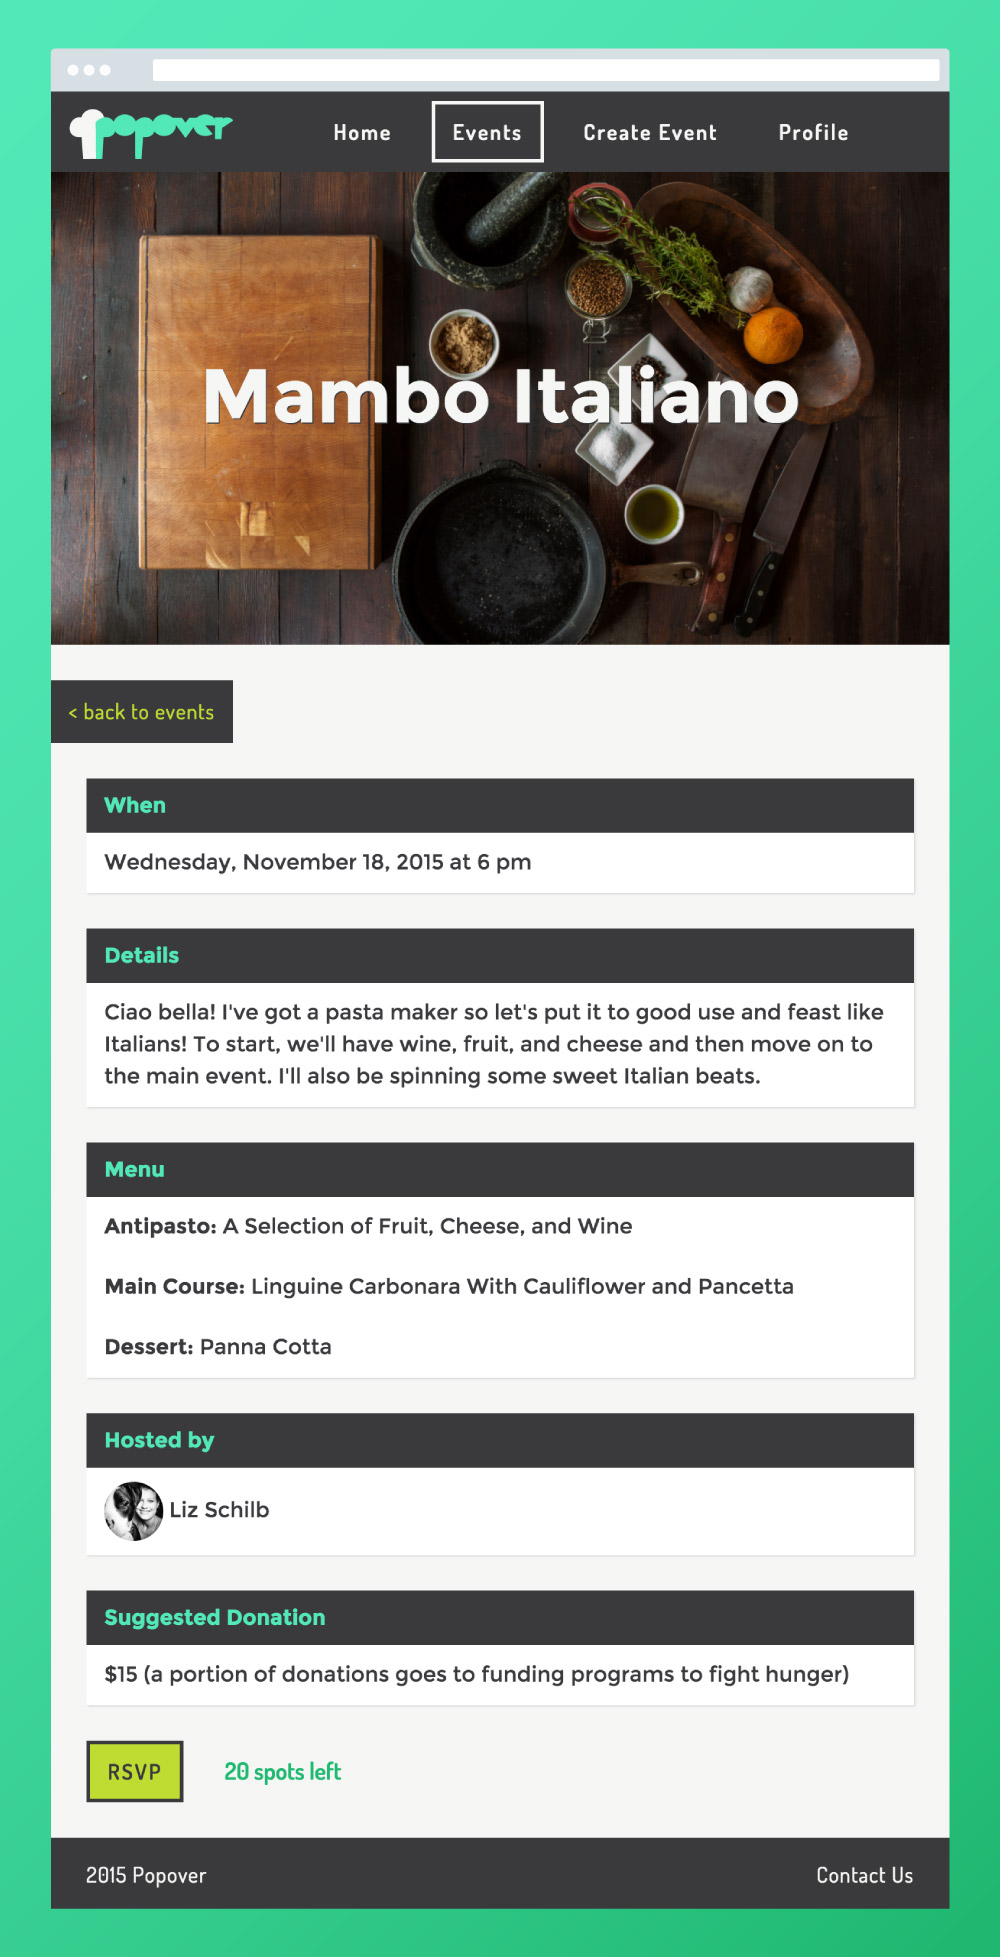 popover
Home
Events
Create Event
Profile
Mambo Italiano
< back to events
When
Wednesday, November 18, 2015 at 6 pm
Details
Ciao bella! I've got a pasta maker so let's put it to good use and feast like
Italians! To start, we'll have wine, fruit, and cheese and then move on to
the main event. I'll also be spinning some sweet Italian beats.
Menu
Antipasto: A Selection of Fruit, Cheese, and Wine
Main Course: Linguine Carbonara With Cauliflower and Pancetta
Dessert: Panna Cotta
Hosted by
Liz Schilb
Suggested Donation
$15 (a portion of donations goes to funding programs to fight hunger)
RSVP
20 spots left
2015 Popover
Contact Us